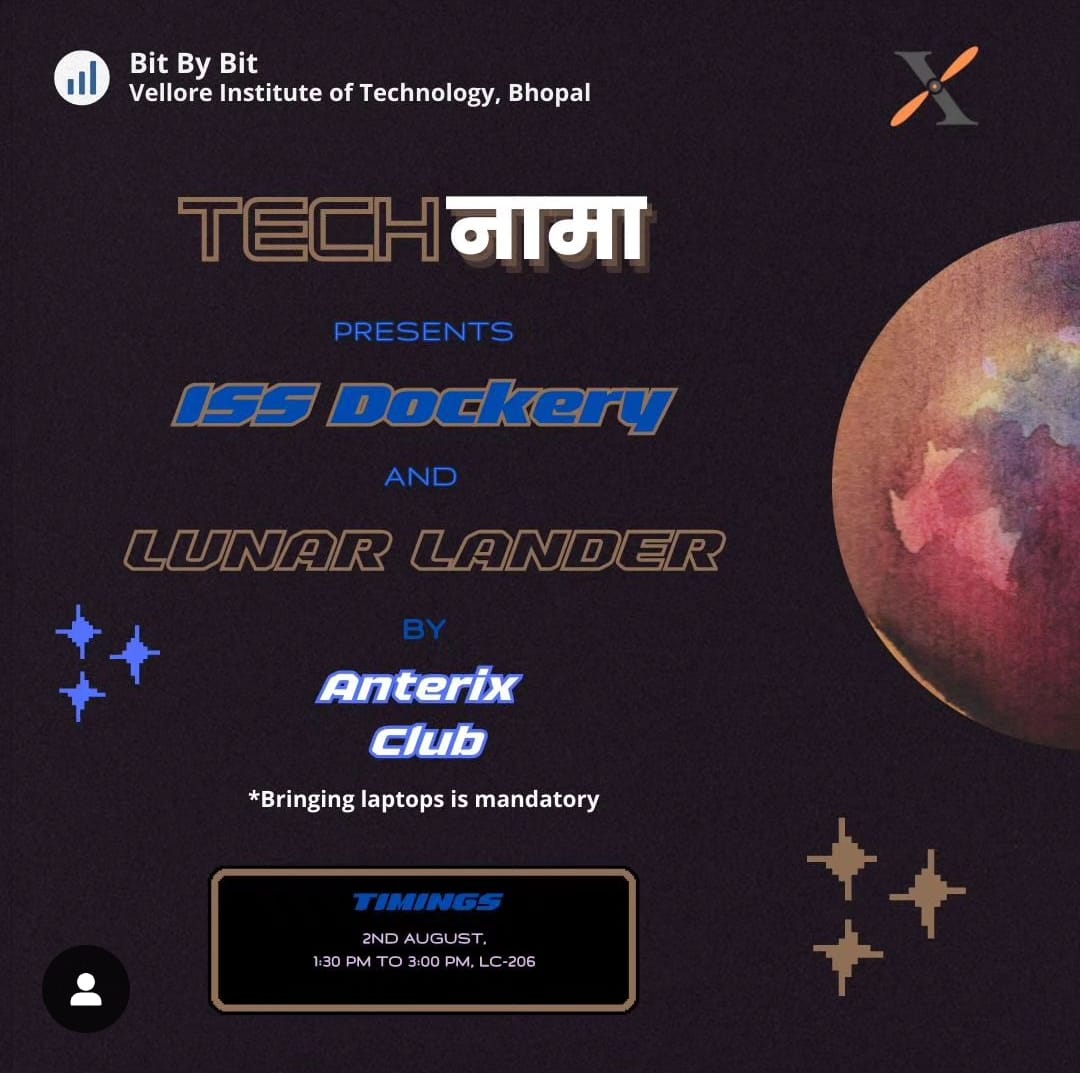 Bit By Bit
Vellore Institute of Technology, Bhopal
X
TECHनामा
PRESENTS
ISS Dockery
AND
LUNAR LANDER
BY
Anterix
Club
*Bringing laptops is mandatory
TIMINGS
2ND AUGUST,
1:30 PM TO 3:00 PM, LC-206